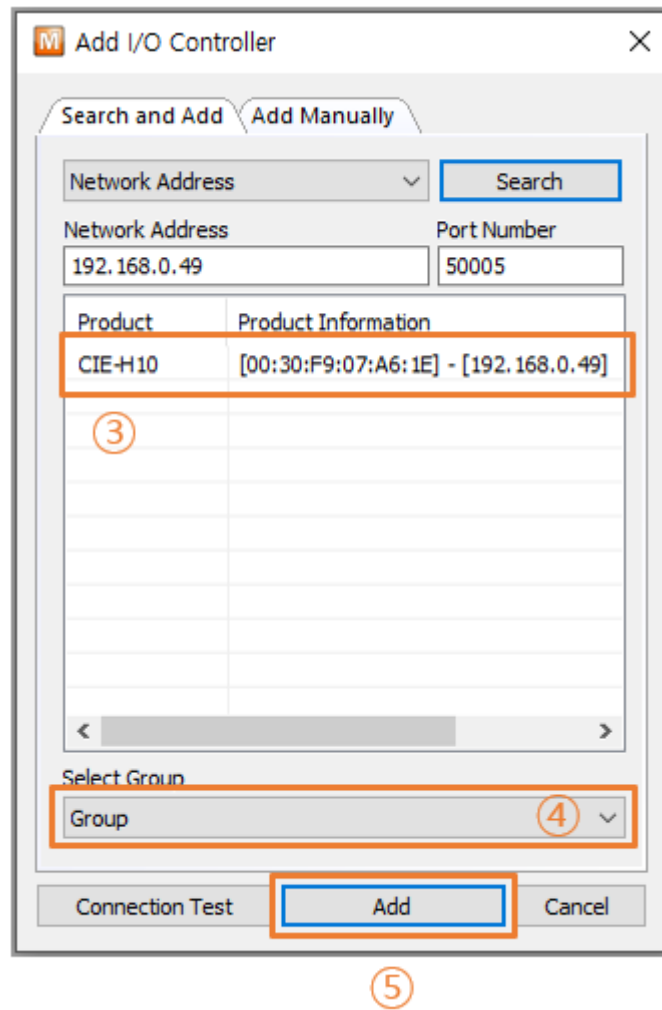 M Add I/O Controller
Search and Add Add Manually
Network Address Search
Network Address Port Number
192.168.0.49 50005
Product Product Information
CIE-H10 [00:30:F9:07:A6:1E] - [192.168.0.49]
③
Select Group
Group ④
Connection Test Add Cancel
⑤